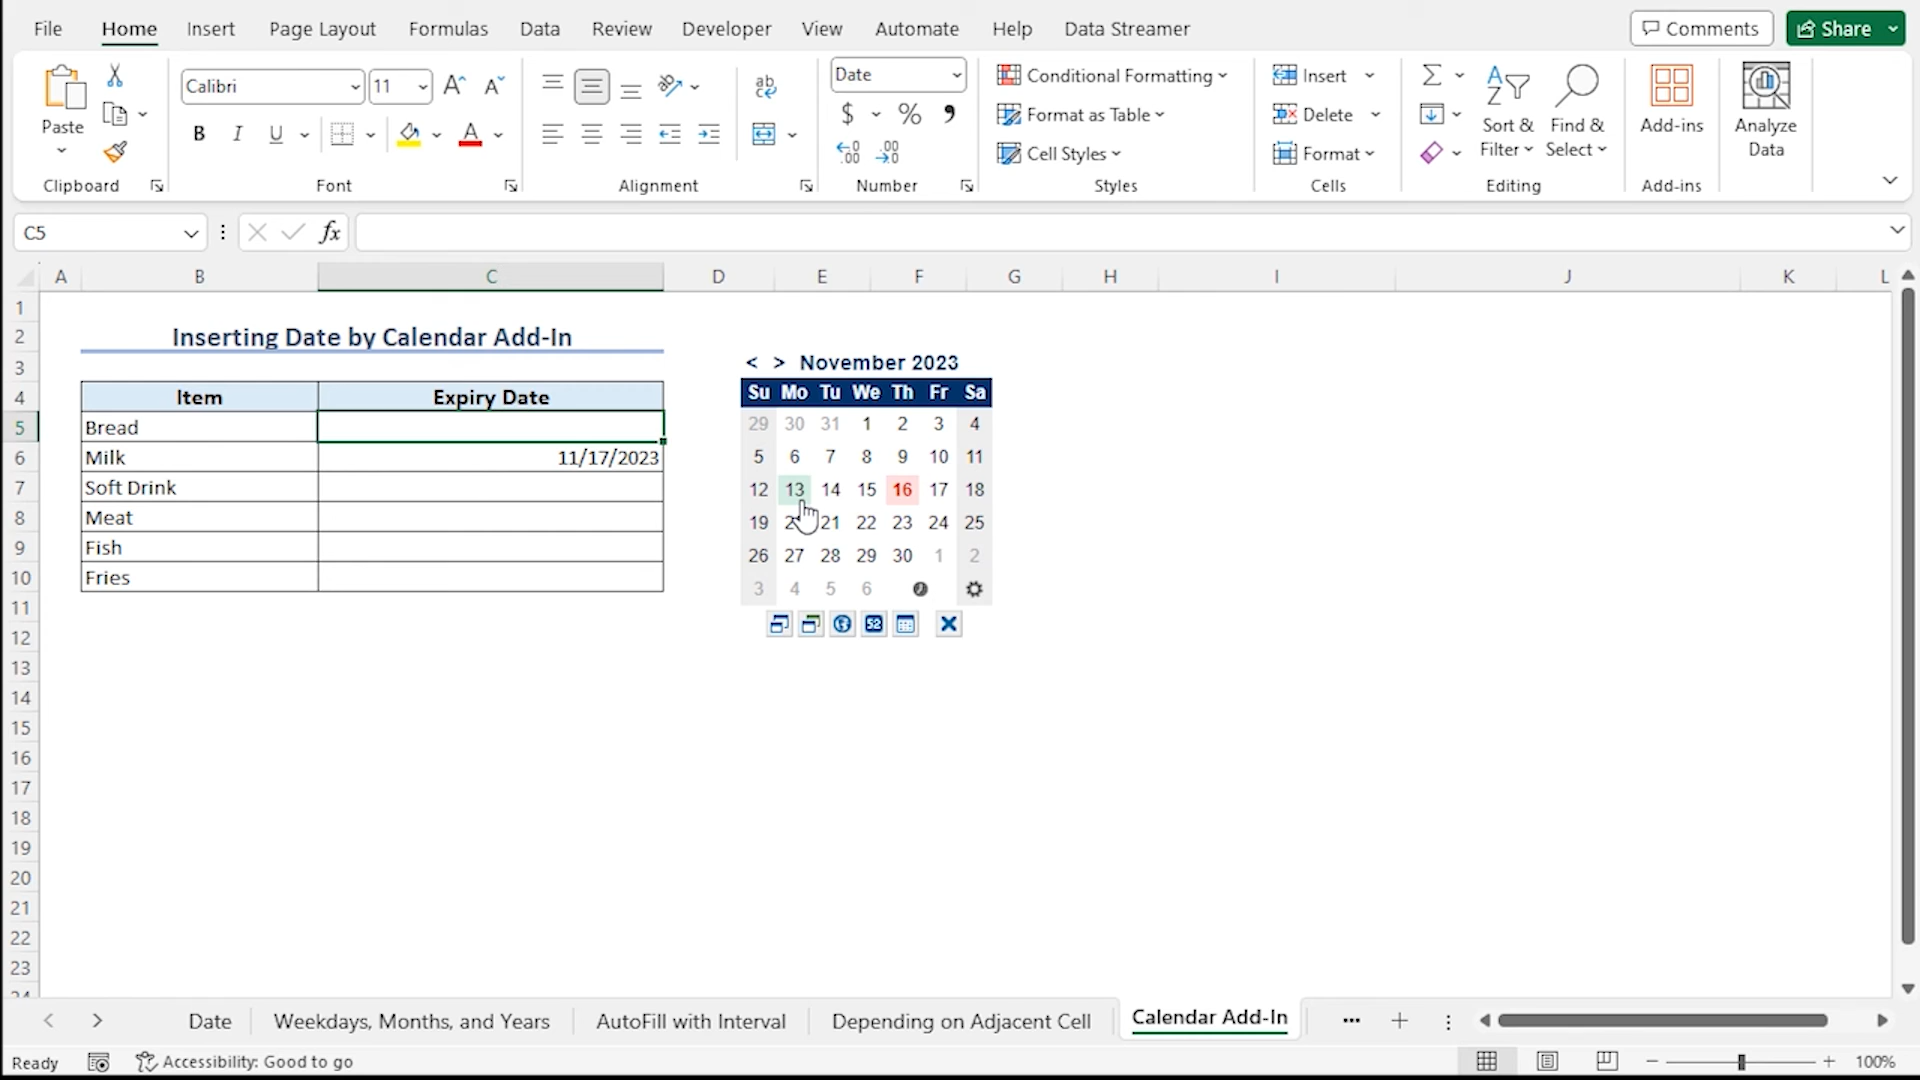 File Home Insert Page Layout Formulas Data Review Developer View Automate Help Data Streamer Comments Share
Paste
Clipboard
Calibri 11
B I U
Font
ab
Alignment
Date
$ %
Number
Conditional Formatting
Format as Table
Cell Styles
Styles
Insert
Delete
Format
Cells
Sort & Filter
Find & Select
Editing
Add-ins
Add-ins
Analyze Data
C5 fx
A B C D E F G H I J K L
1
2 Inserting Date by Calendar Add-In
3
4 Item Expiry Date
5 Bread
6 Milk 11/17/2023
7 Soft Drink
8 Meat
9 Fish
10 Fries
11
12
13
14
15
16
17
18
19
20
21
22
23
24
< > November 2023
Su Mo Tu We Th Fr Sa
29 30 31 1 2 3 4
5 6 7 8 9 10 11
12 13 14 15 16 17 18
19 21 22 23 24 25
26 27 28 29 30 1 2
3 4 5 6
52
Date Weekdays, Months, and Years AutoFill with Interval Depending on Adjacent Cell Calendar Add-In ... +
Ready Accessibility: Good to go 100%